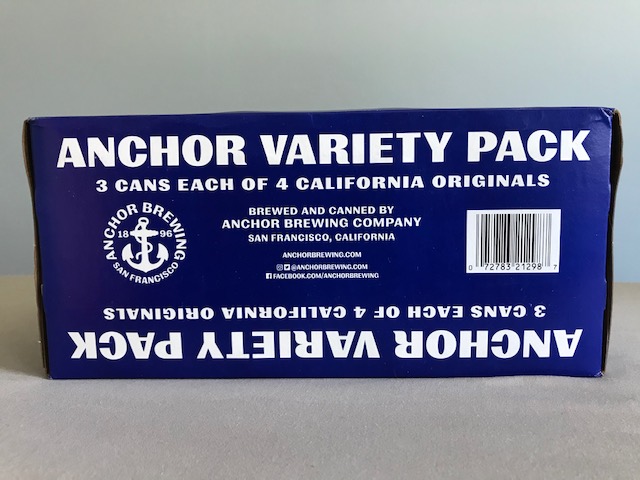 ANCHOR VARIETY PACK
3 CANS EACH OF 4 CALIFORNIA ORIGINALS
ANCHOR BREWING
1896
SAN FRANCISCO
BREWED AND CANNED BY
ANCHOR BREWING COMPANY
SAN FRANCISCO, CALIFORNIA
ANCHORBREWING.COM
@ANCHORBREWING.COM
FACEBOOK.COM/ANCHORBREWING
0 72783 21298 7
3 CANS EACH OF 4 CALIFORNIA ORIGINALS
ANCHOR VARIETY PACK